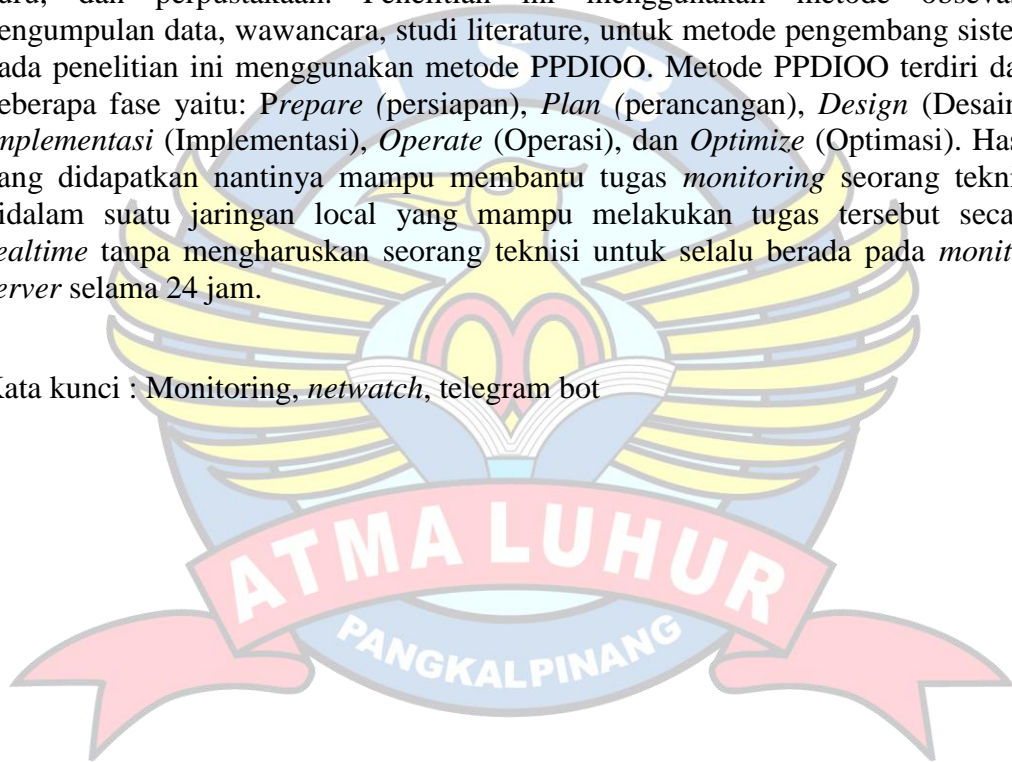 uru, dan perpustakaan. Penelitian ini menggunakan metode obsevas
engumpulan data, wawancara, studi literature, untuk metode pengembang siste
ada penelitian ini menggunakan metode PPDIOO. Metode PPDIOO terdiri da
eberapa fase yaitu: Prepare (persiapan), Plan (perancangan), Design (Desain
mplementasi (Implementasi), Operate (Operasi), dan Optimize (Optimasi). Has
ang didapatkan nantinya mampu membantu tugas monitoring seorang tekni
idalam suatu jaringan local yang mampu melakukan tugas tersebut seca
ealtime tanpa mengharuskan seorang teknisi untuk selalu berada pada monit
erver selama 24 jam.
Kata kunci : Monitoring, netwatch, telegram bot
I S B
ATMA LUHUR
PANGKALPINANG